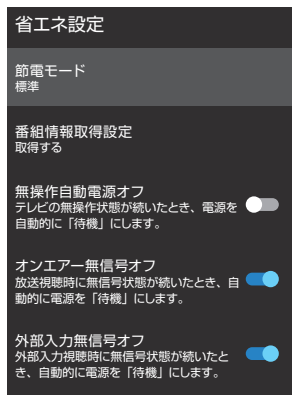 省エネ設定
節電モード
標準
番組情報取得設定
取得する
無操作自動電源オフ
テレビの無操作状態が続いたとき、電源を
自動的に「待機」にします。
オンエアー無信号オフ
放送視聴時に無信号状態が続いたとき、自
動的に電源を「待機」にします。
外部入力無信号オフ
外部入力視聴時に無信号状態が続いたと
き、自動的に電源を「待機」にします。